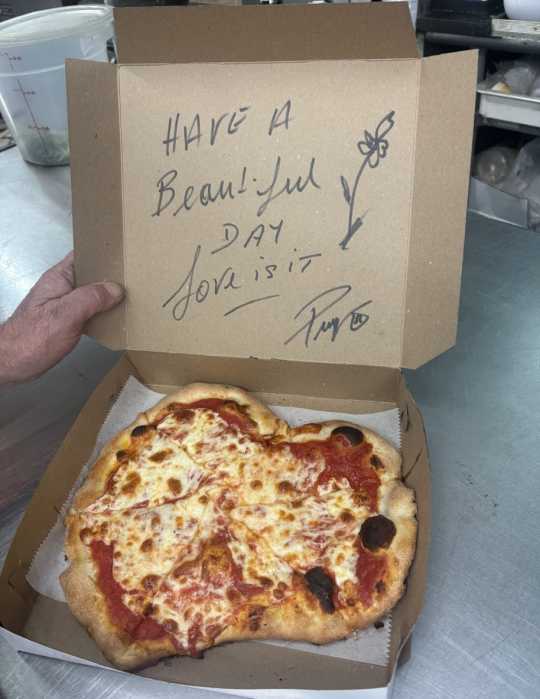 HAVE A
Beautiful
DAY
Love is it